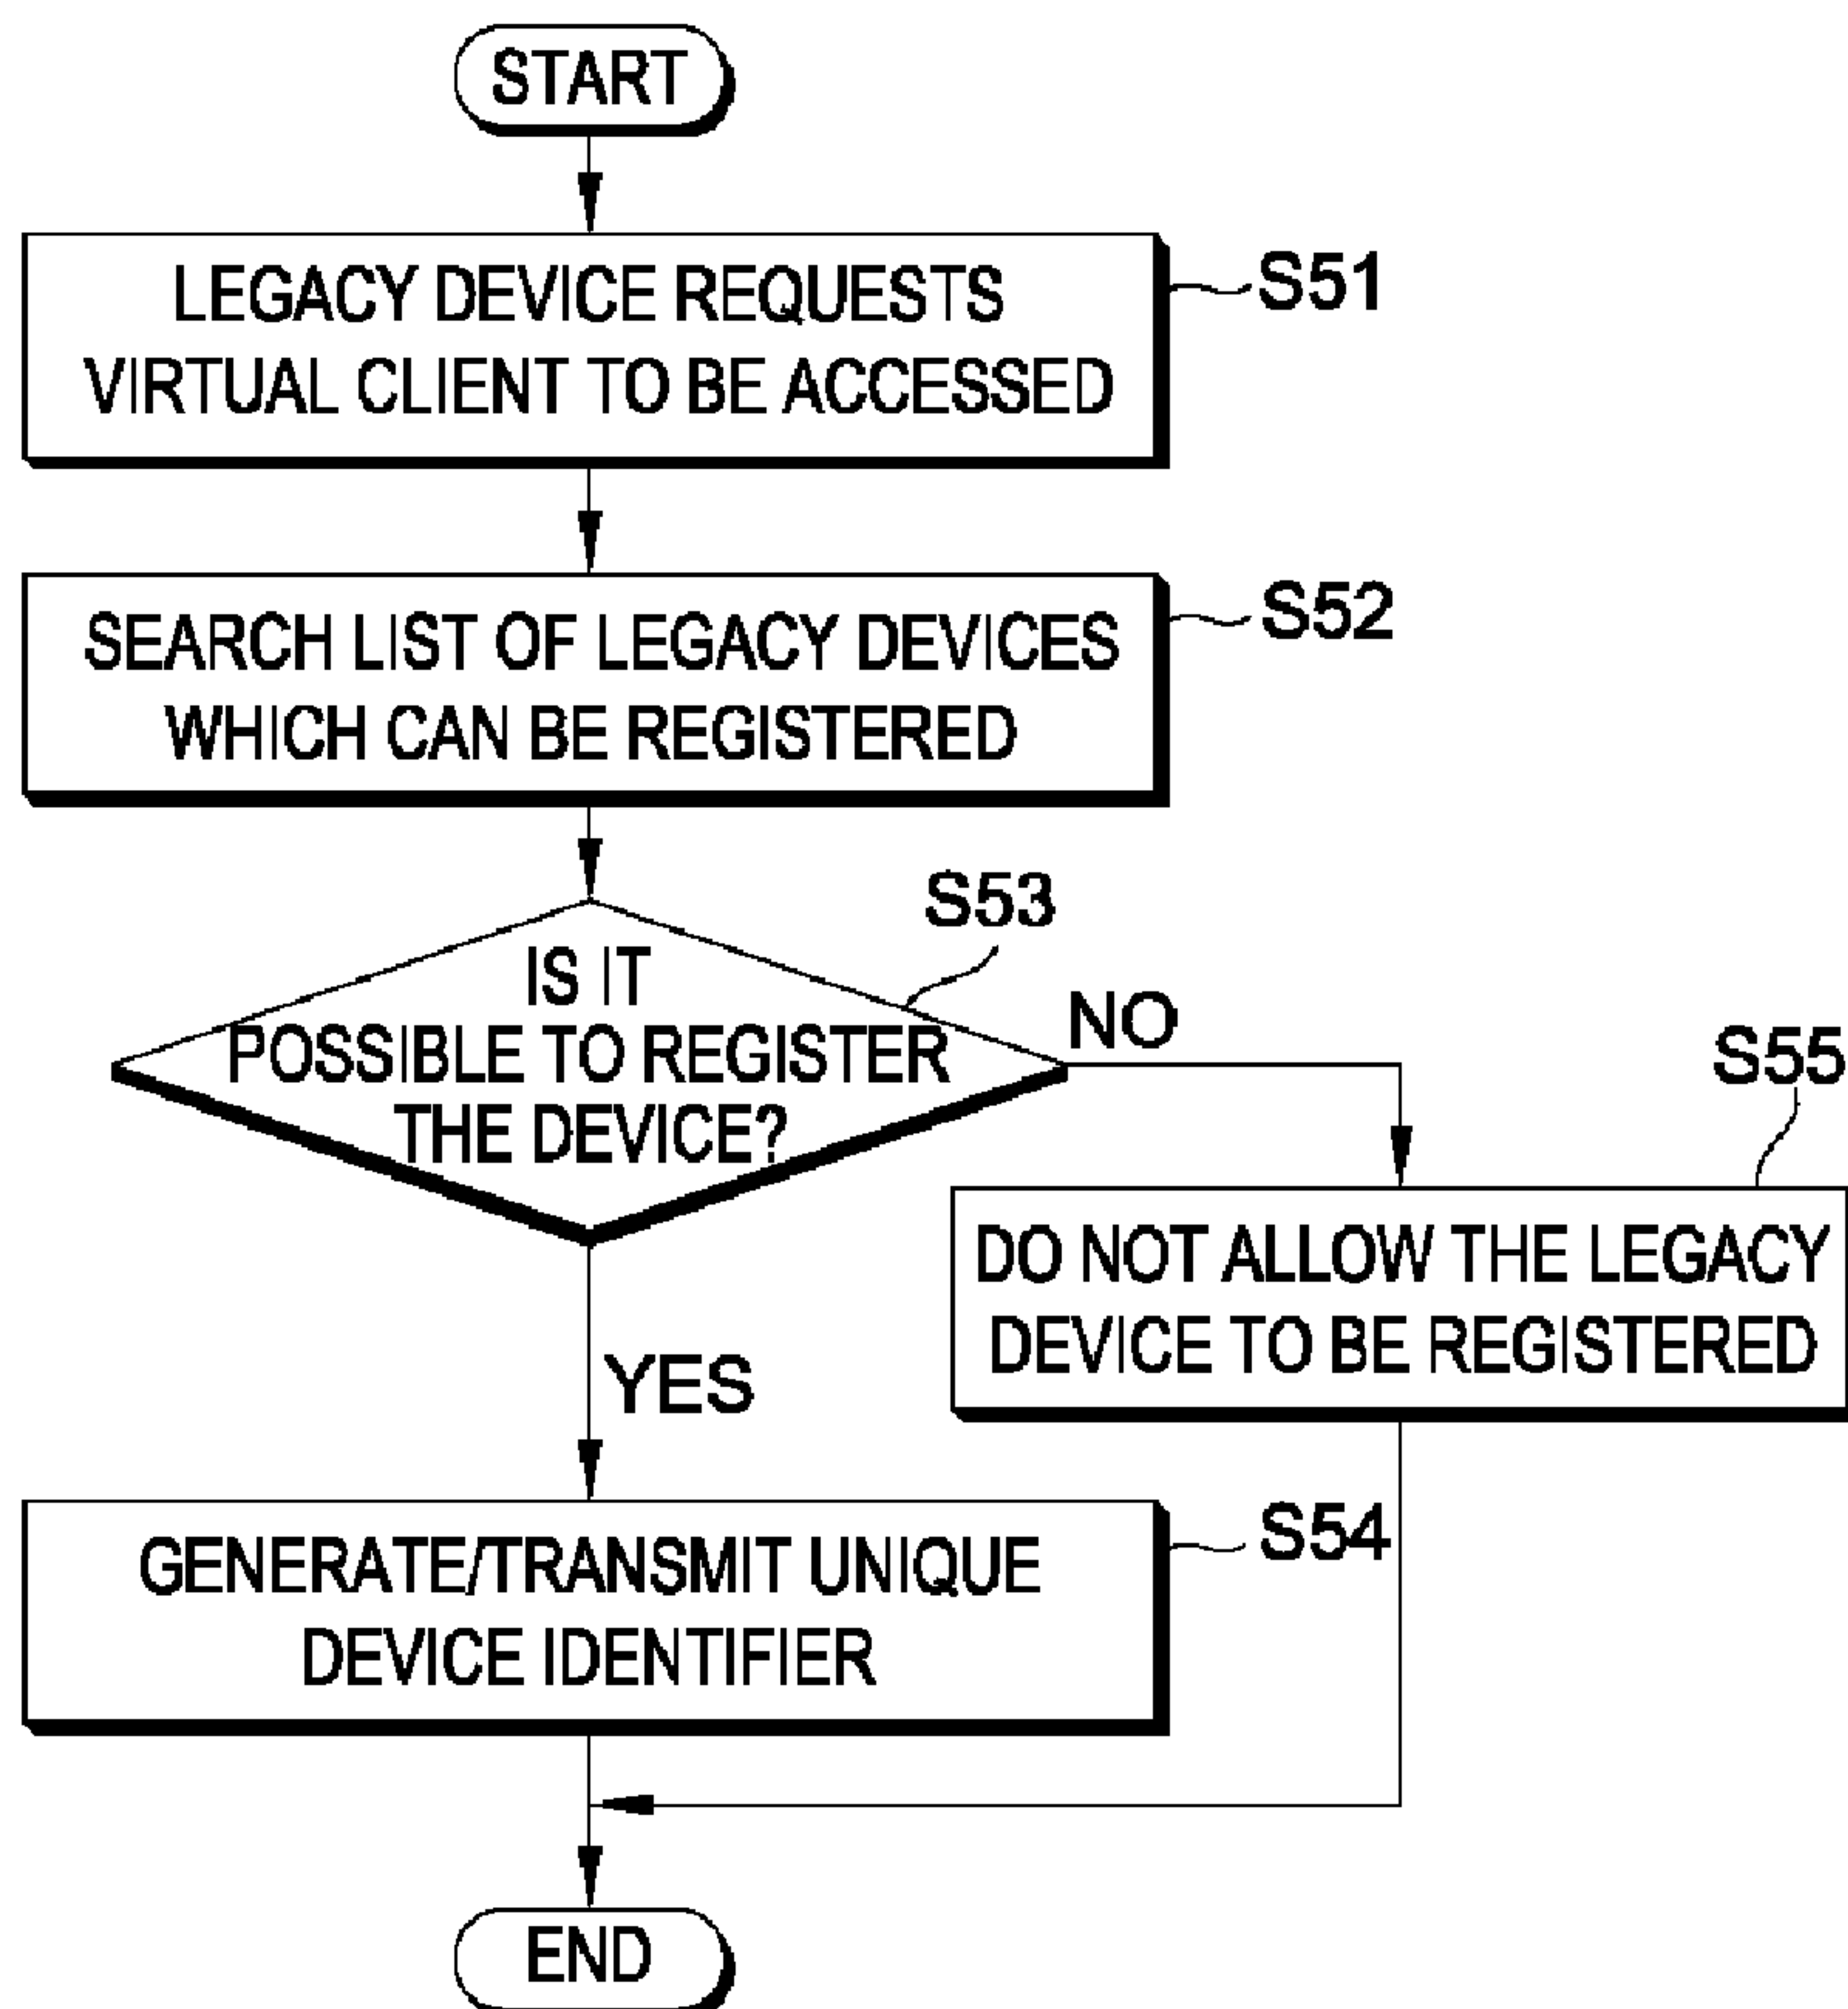 START
LEGACY DEVICE REQUESTS
VIRTUAL CLIENT TO BE ACCESSED
S51
SEARCH LIST OF LEGACY DEVICES
WHICH CAN BE REGISTERED
S52
IS IT
POSSIBLE TO REGISTER
THE DEVICE?
S53
NO
S55
DO NOT ALLOW THE LEGACY
DEVICE TO BE REGISTERED
YES
GENERATE/TRANSMIT UNIQUE
DEVICE IDENTIFIER
S54
END